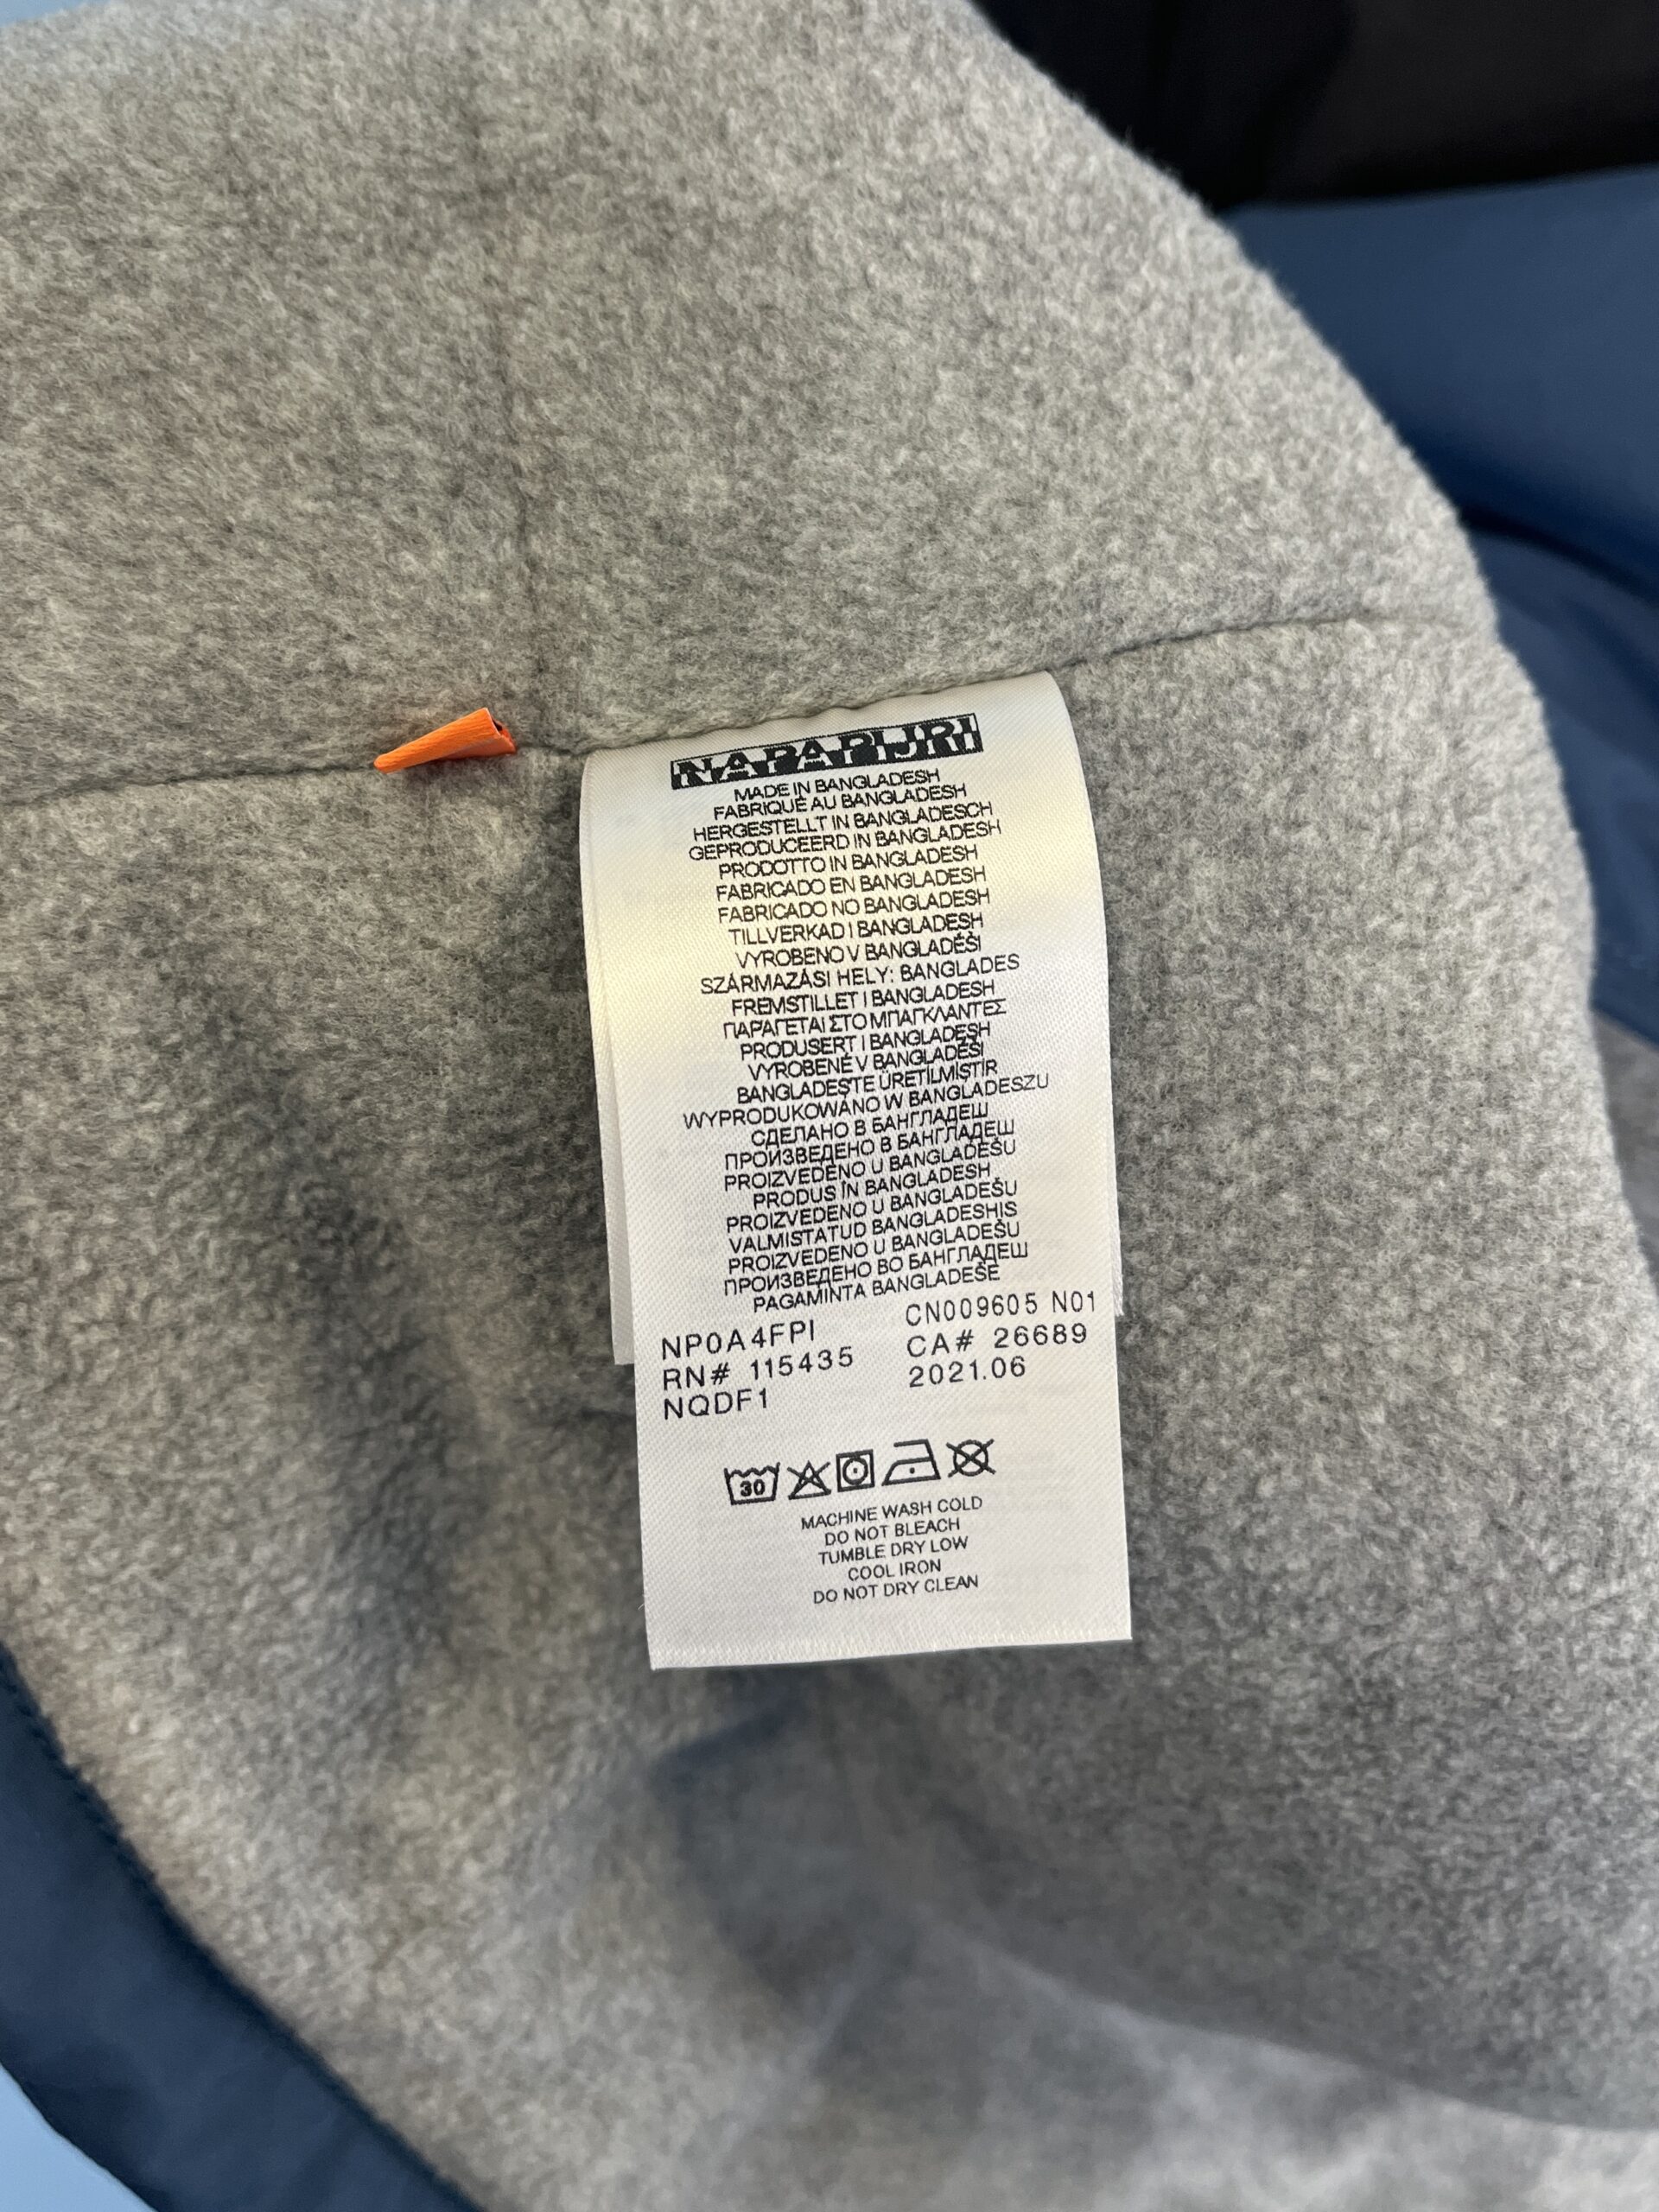 NAPAPIJRI
MADE IN BANGLADESH
FABRIQUÉ AU BANGLADESH
HERGESTELLT IN BANGLADESCH
GEPRODUCEERD IN BANGLADESH
PRODOTTO IN BANGLADESH
FABRICADO EN BANGLADESH
FABRICADO NO BANGLADESH
TILLVERKAD I BANGLADESH
VYROBENO V BANGLADÉŠI
SZÁRMAZÁSI HELY: BANGLADES
FREMSTILLET I BANGLADESH
ΠΑΡΑΓΕΤΑΙ ΣΤΟ ΜΠΑΓΚΛΑΝΤΕΣ
PRODUSERT I BANGLADESH
VYROBENÉ V BANGLADÉŠI
BANGLADEŞ'TE ÜRETİLMİŞTİR
WYPRODUKOWANO W BANGLADESZU
СДЕЛАНО В БАНГЛАДЕШ
ПРОИЗВЕДЕНО В БАНГЛАДЕШ
PROIZVEDENO U BANGLADEŠU
PRODUS ÎN BANGLADESH
PROIZVEDENO U BANGLADEŠU
VALMISTATUD BANGLADESHIS
PROIZVEDENO U BANGLADEŠU
ПРОИЗВЕДЕНО ВО БАНГЛАДЕШ
PAGAMINTA BANGLADEŠE
NP0A4FPI CN009605 N01
RN# 115435 CA# 26689
NQDF1 2021.06
30
MACHINE WASH COLD
DO NOT BLEACH
TUMBLE DRY LOW
COOL IRON
DO NOT DRY CLEAN